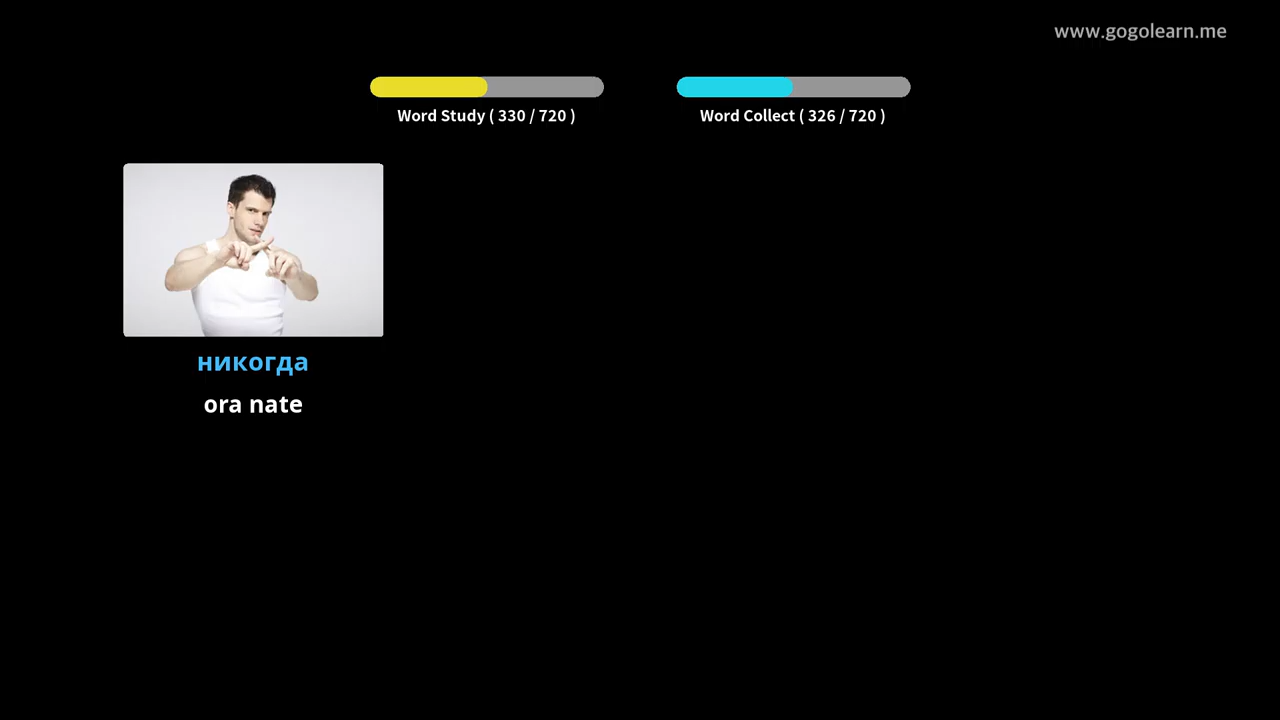 www.gogolearn.me
Word Study ( 330 / 720 )
Word Collect ( 326 / 720 )
никогда
ora nate